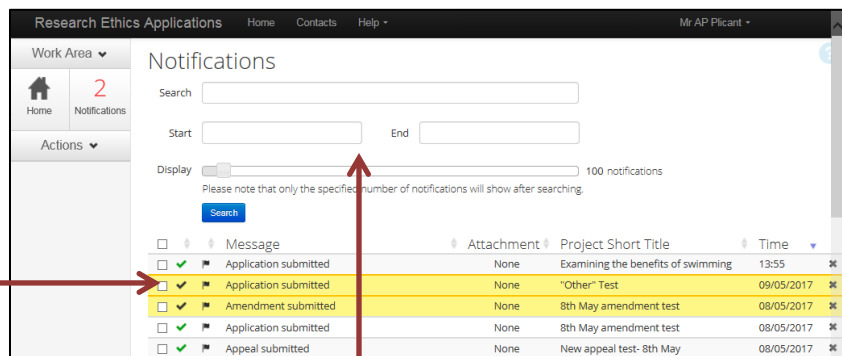 Research Ethics Applications Home Contacts Help Mr AP Plicant
Work Area
Notifications
2
Home Notifications
Actions
Search
Start End
Display 100 notifications
Please note that only the specified number of notifications will show after searching.
Search
Message Attachment Project Short Title Time
Application submitted None Examining the benefits of swimming 13:55
Application submitted None "Other" Test 09/05/2017
Amendment submitted None 8th May amendment test 08/05/2017
Application submitted None 8th May amendment test 08/05/2017
Appeal submitted None New appeal test- 8th May 08/05/2017